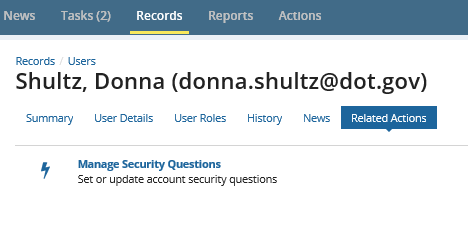 News Tasks (2) Records Reports Actions
Records / Users
Shultz, Donna (donna.shultz@dot.gov)
Summary User Details User Roles History News Related Actions
Manage Security Questions
Set or update account security questions